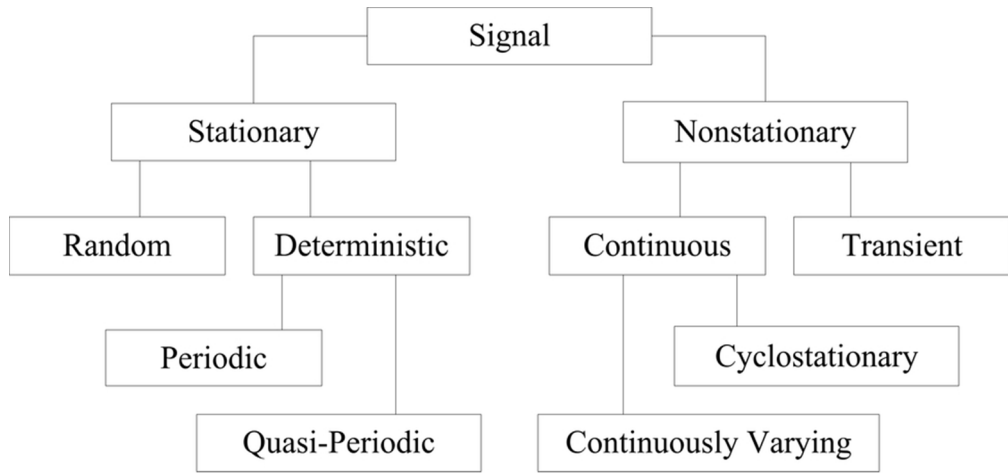 Signal
Stationary
Nonstationary
Random
Deterministic
Continuous
Transient
Periodic
Cyclostationary
Quasi-Periodic
Continuously Varying